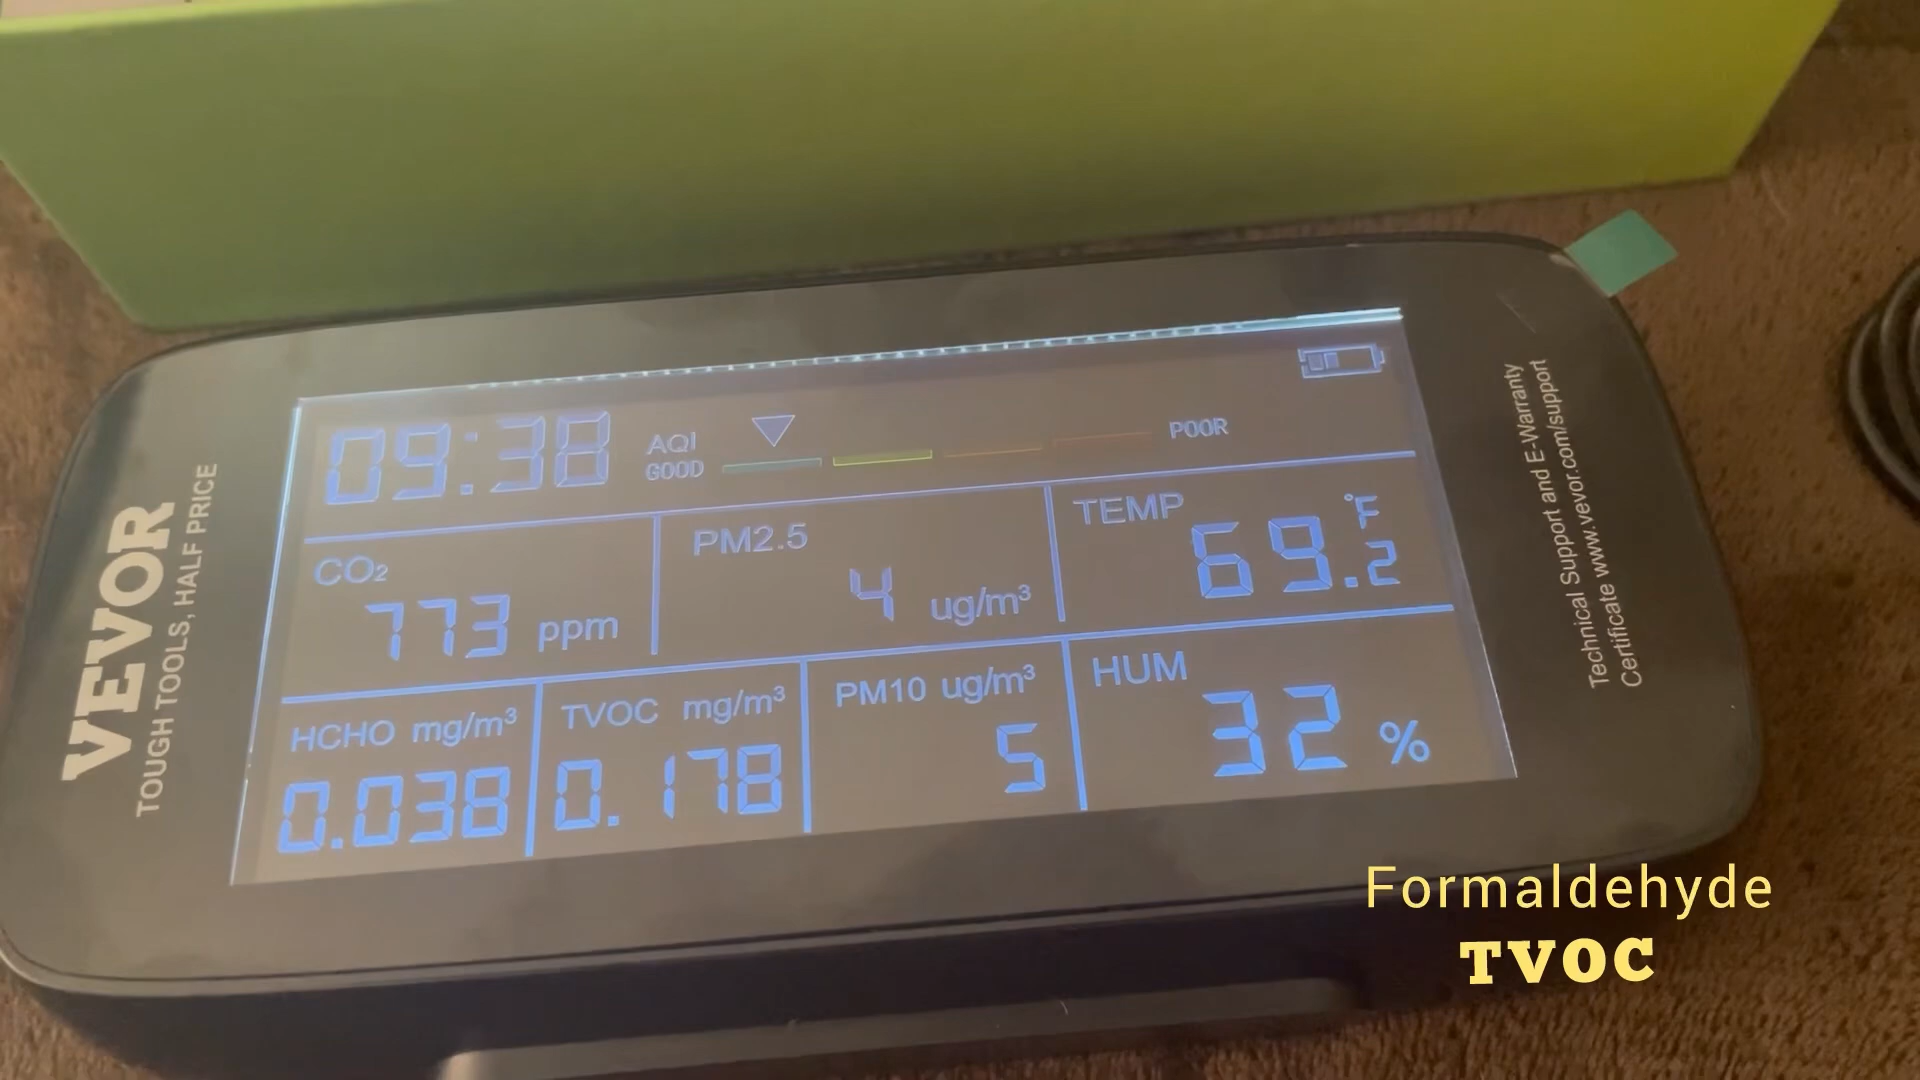 09:38
AQI
GOOD
POOR
CO₂
773 ppm
PM2.5
4 ug/m³
TEMP
69.2 °F
HCHO mg/m³
0.038
TVOC mg/m³
0.178
PM10 ug/m³
5
HUM
32 %
VEVOR
TOUGH TOOLS, HALF PRICE
Technical Support and E-Warranty
Certificate www.vevor.com/support
Formaldehyde
TVOC